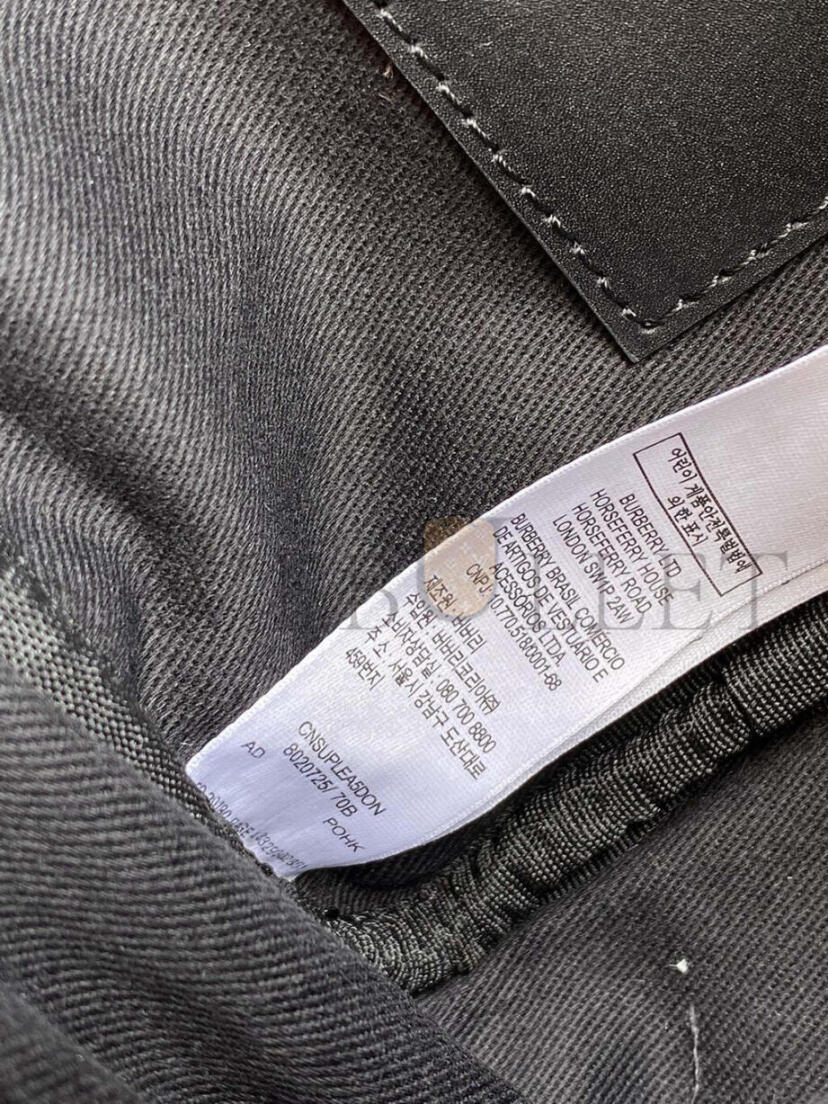 어린이 제품안전특별법에
의한 표시
BURBERRY LTD
HORSEFERRY HOUSE
HORSEFERRY ROAD
LONDON SW1P 2AW
BURBERRY BRASIL COMÉRCIO
DE ARTIGOS DE VESTUÁRIO E
ACESSÓRIOS LTDA
CNPJ: 10.770.518/0001-68
제조원: 버버리
수입원: 버버리코리아㈜
소비자상담실: 080 700 8800
주소: 서울시 강남구 도산대로
459번지
CNSUPLEA5DON
8020725/70B
AD
POHK